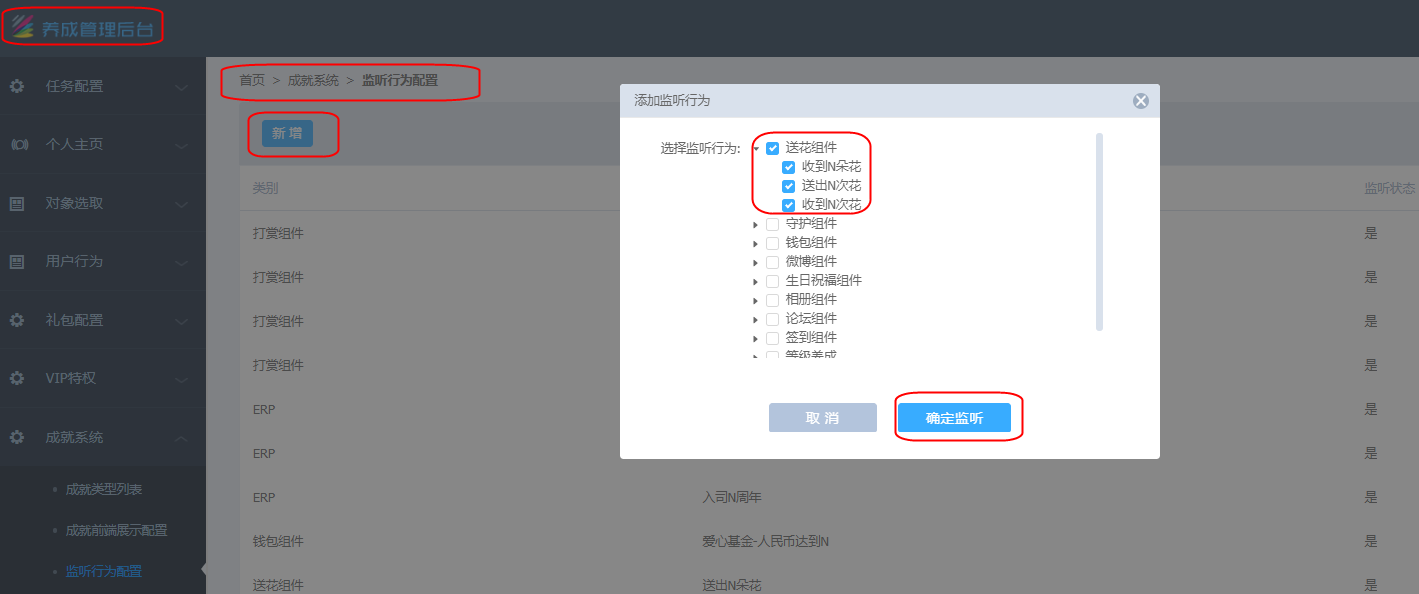 养成管理后台
任务配置
个人主页
对象选取
用户行为
礼包配置
VIP特权
成就系统
成就类型列表
成就前端展示配置
监听行为配置
首页 > 成就系统 > 监听行为配置
新 增
类别 监听状态
打赏组件 是
打赏组件 是
打赏组件 是
打赏组件 是
ERP 是
ERP 是
ERP 入司N周年 是
钱包组件 爱心基金-人民币达到N 是
送花组件 送出N朵花 是
添加监听行为
选择监听行为:
送花组件
收到N朵花
送出N次花
收到N次花
守护组件
钱包组件
微博组件
生日祝福组件
相册组件
论坛组件
签到组件
等级养成
取 消
确定监听